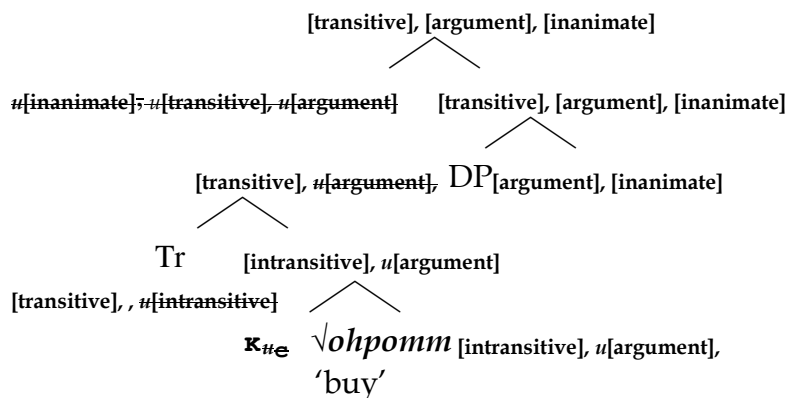 [transitive], [argument], [inanimate]
u[inanimate], u[transitive], u[argument] [transitive], [argument], [inanimate]
[transitive], u[argument], DP[argument], [inanimate]
Tr [intransitive], u[argument]
[transitive], , u[intransitive]
Kuc √ohpomm [intransitive], u[argument],
‘buy’